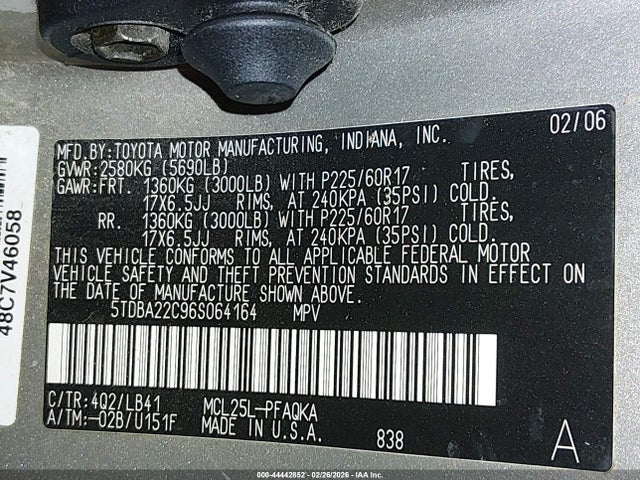 MFD.BY:TOYOTA MOTOR MANUFACTURING, INDIANA, INC. 02/06
GVWR:2580KG (5690LB)
GAWR:FRT. 1360KG (3000LB) WITH P225/60R17 TIRES,
17X6.5JJ RIMS, AT 240KPA (35PSI) COLD.
RR. 1360KG (3000LB) WITH P225/60R17 TIRES,
17X6.5JJ RIMS, AT 240KPA (35PSI) COLD.
THIS VEHICLE CONFORMS TO ALL APPLICABLE FEDERAL MOTOR
VEHICLE SAFETY AND THEFT PREVENTION STANDARDS IN EFFECT ON
THE DATE OF MANUFACTURE SHOWN ABOVE.
5TDBA22C96S064164 MPV
C/TR:4Q2/LB41 MCL25L-PFAQKA
A/TM:-02B/U151F MADE IN U.S.A. 838 A
48C7V46058
000-44442852 | 02/26/2026 | IAA Inc.